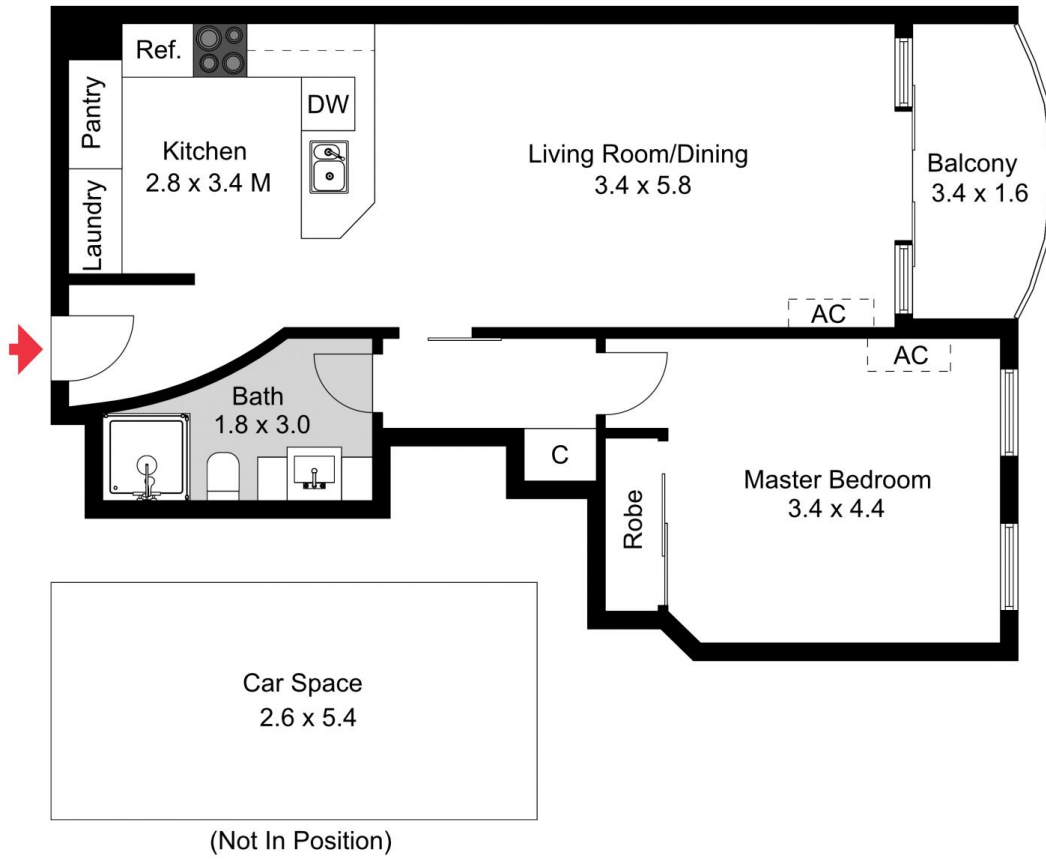 Ref.
Pantry
DW
Kitchen
2.8 x 3.4 M
Living Room/Dining
3.4 x 5.8
Balcony
3.4 x 1.6
Laundry
AC
AC
Bath
1.8 x 3.0
C
Robe
Master Bedroom
3.4 x 4.4
Car Space
2.6 x 5.4
(Not In Position)